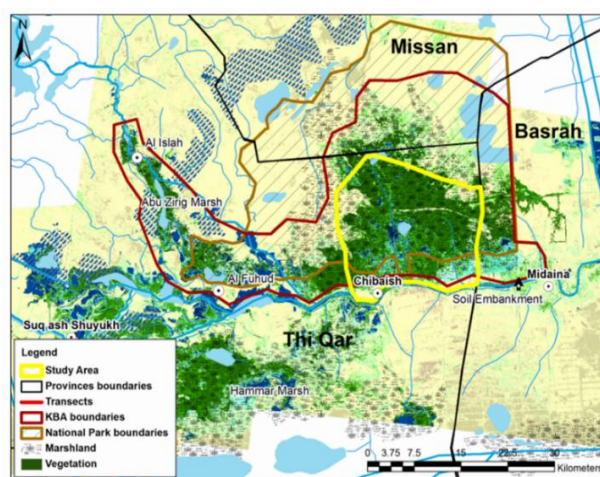 N
Missan
Basrah
Al Islah
Abu Zirig Marsh
Al Fuhud
Chibaish
Midaina
Soil Embankment
Suq ash Shuyukh
Thi Qar
Hammar Marsh
Legend
Study Area
Provinces boundaries
Transects
KBA boundaries
National Park boundaries
Marshland
Vegetation
0 3.75 7.5 15 22.5 30
Kilometers